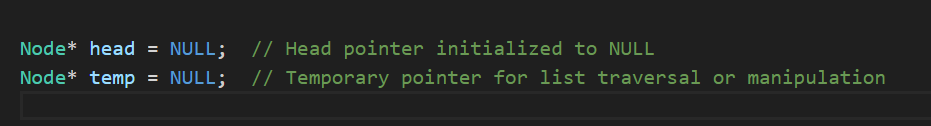 Node* head = NULL;  // Head pointer initialized to NULL
Node* temp = NULL;  // Temporary pointer for list traversal or manipulation